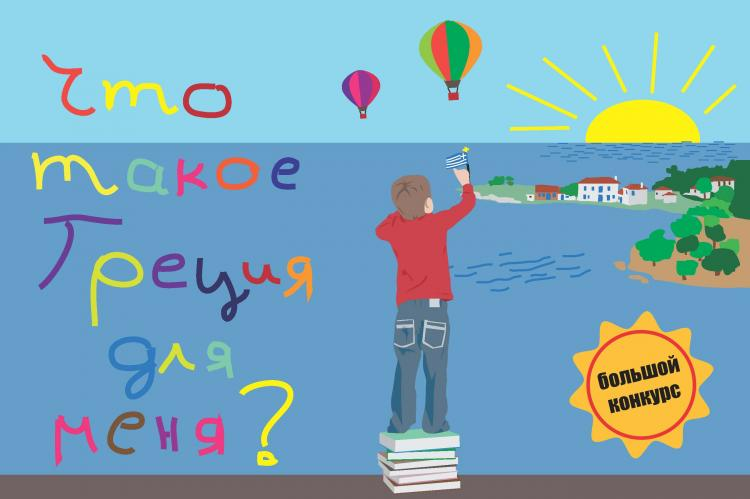 что
такое
Греция
для
меня?
большой
конкурс